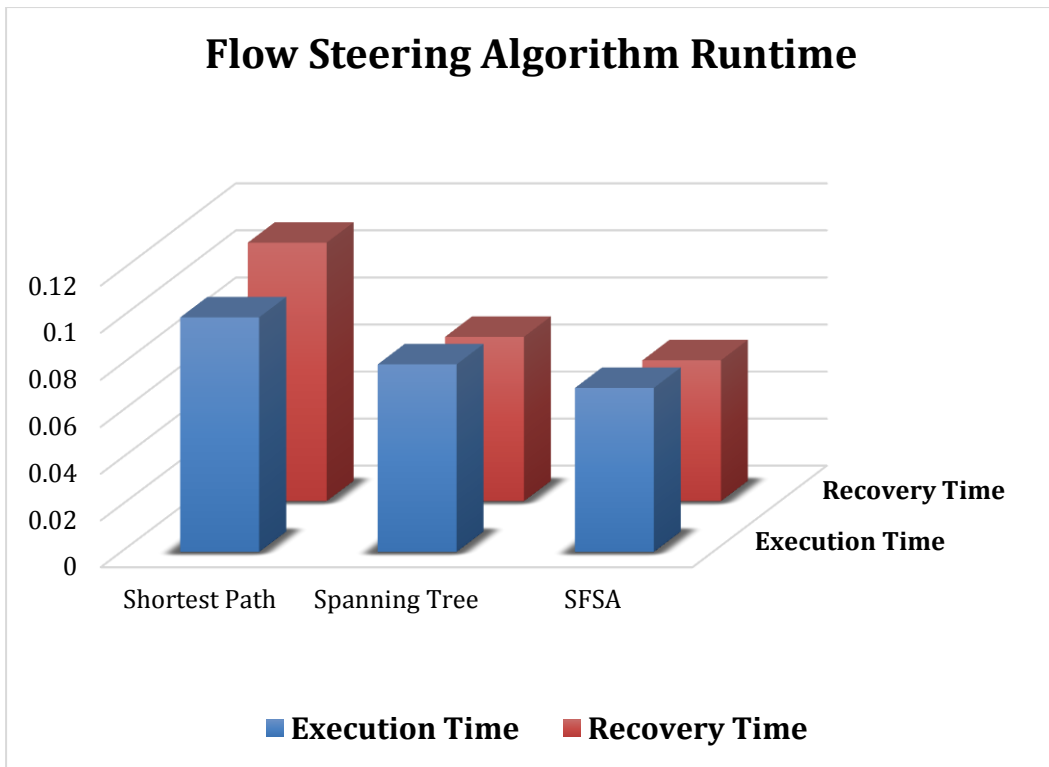 Flow Steering Algorithm Runtime
0.12
0.1
0.08
0.06
0.04
0.02
0
Recovery Time
Execution Time
Shortest Path Spanning Tree SFSA
Execution Time Recovery Time